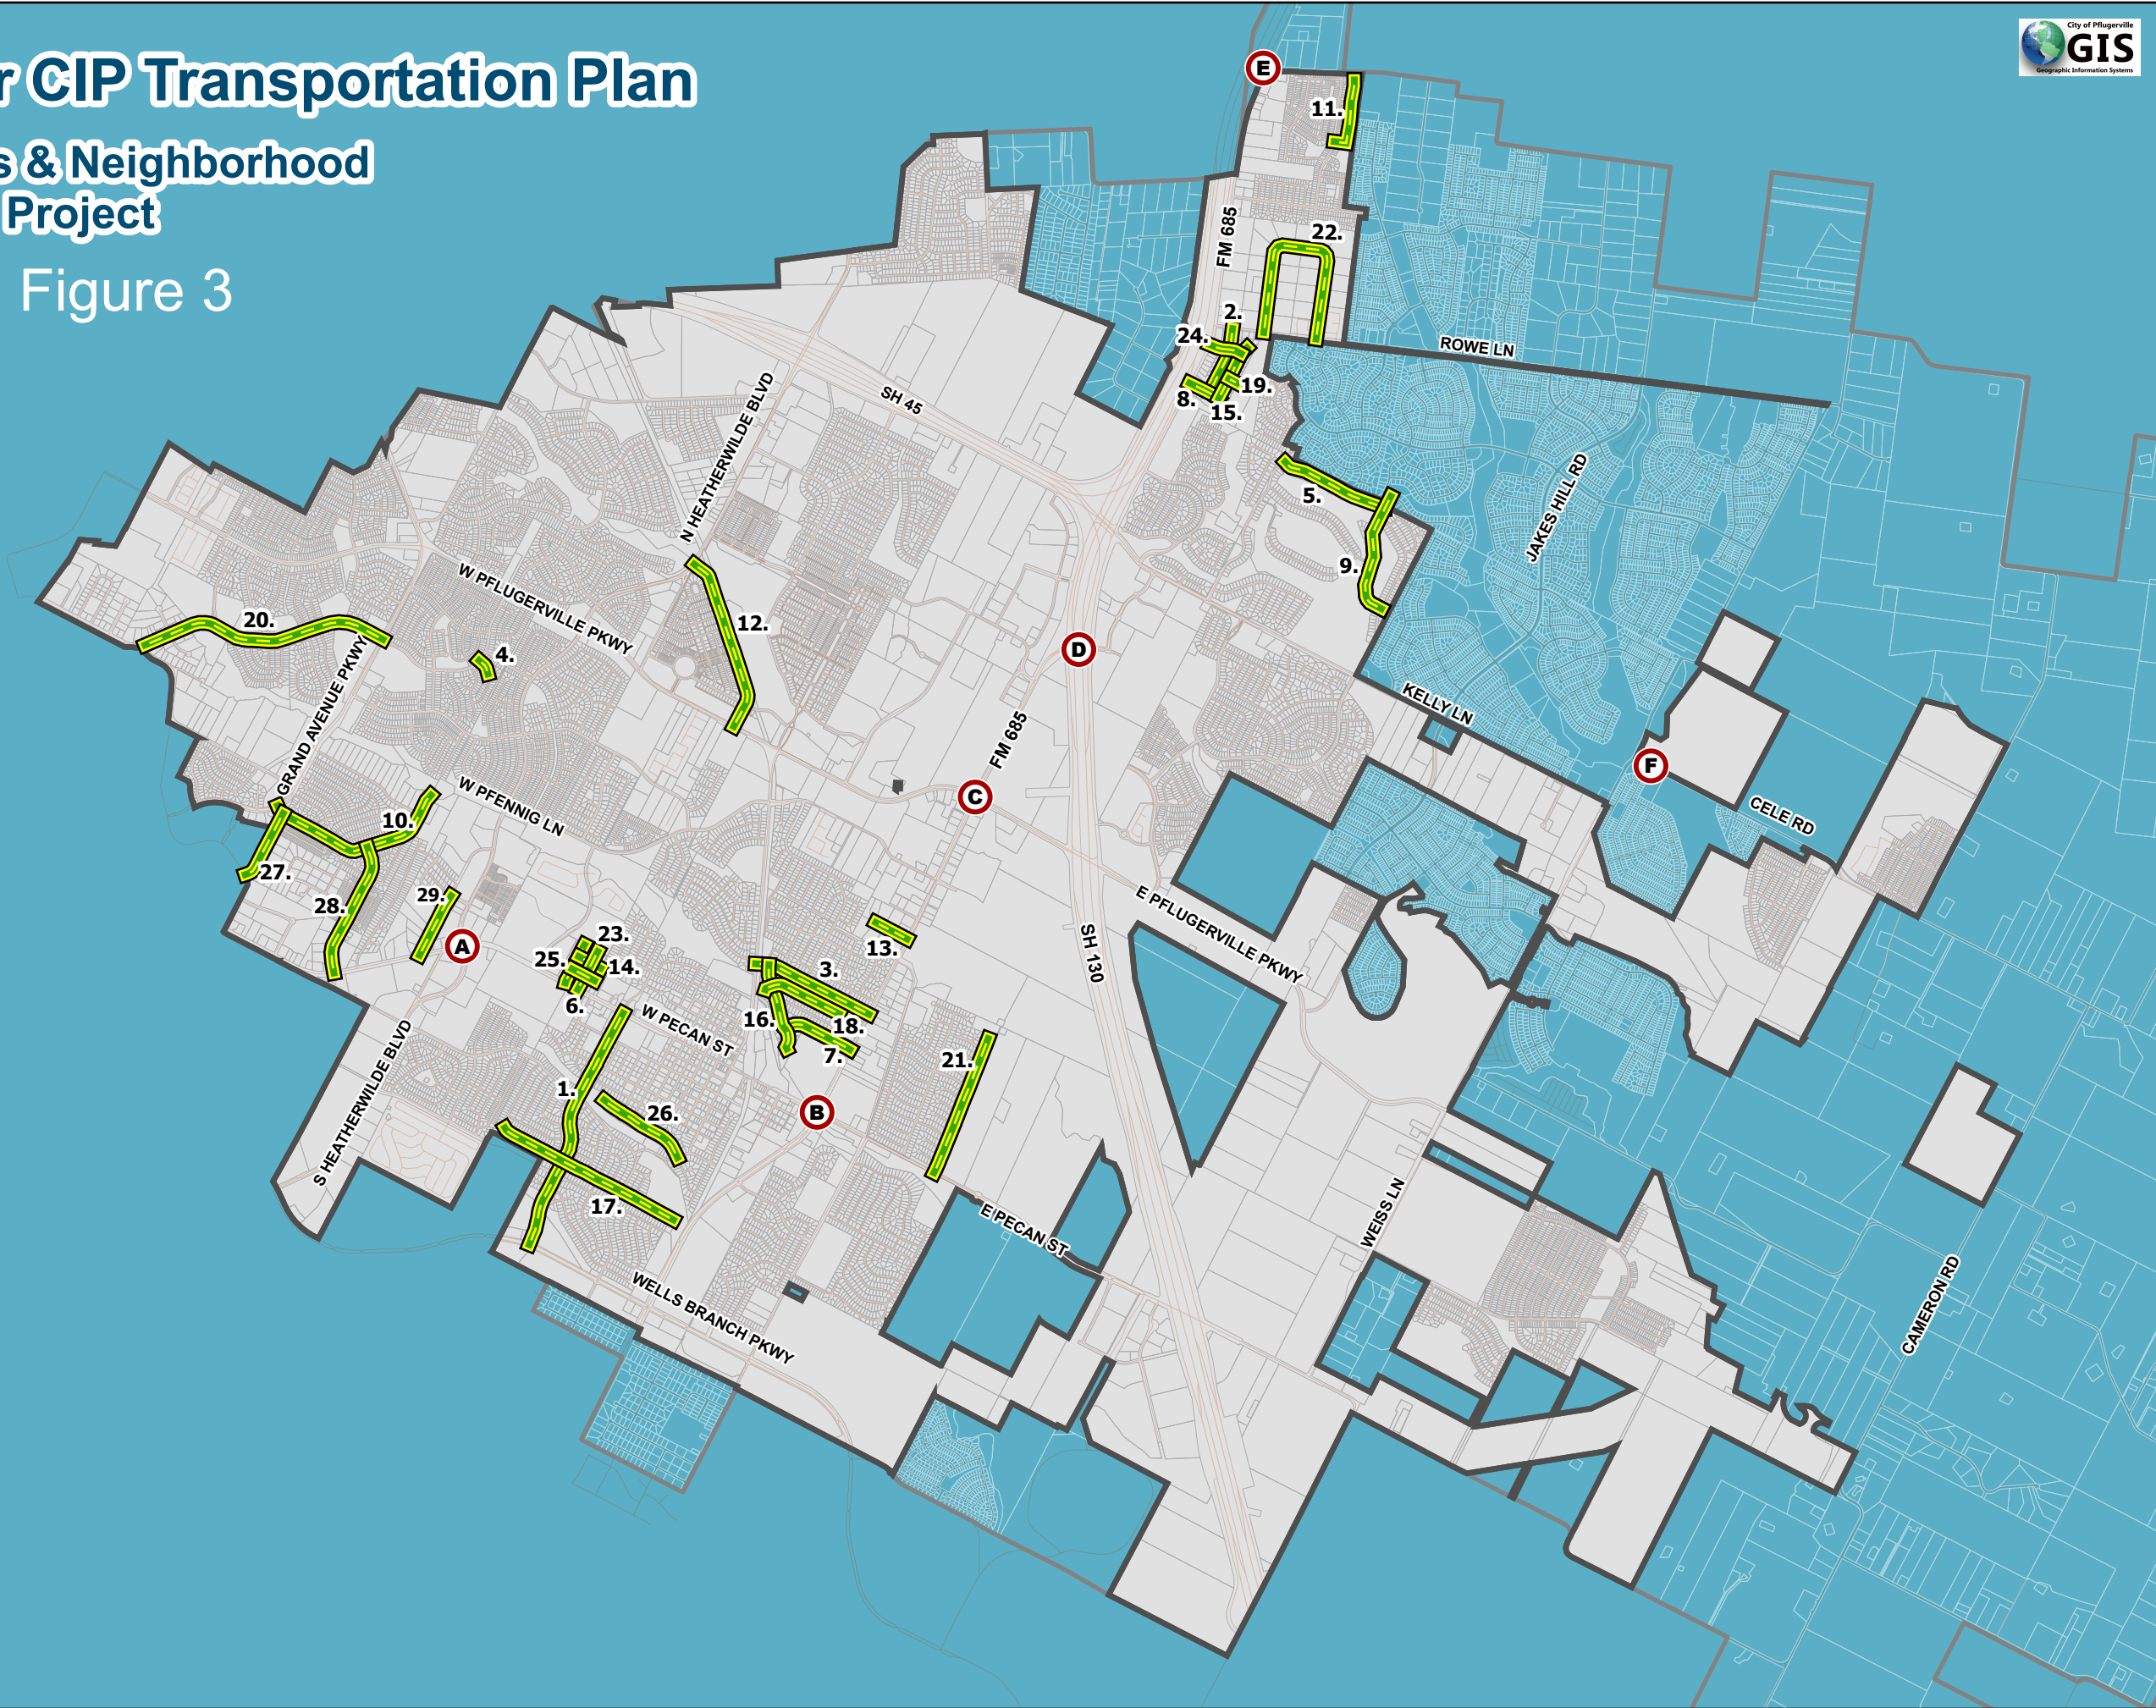 r CIP Transportation Plan
s & Neighborhood
Project
Figure 3
City of Pflugerville
GIS
Geographic Information Systems
E
11.
FM 685
22.
2.
24.
ROWE LN
19.
8.
15.
N HEATHERWILDE BLVD
SH 45
5.
JAKES HILL RD
9.
W PFLUGERVILLE PKWY
20.
12.
4.
D
GRAND AVENUE PKWY
KELLY LN
FM 685
F
C
W PFENNIG LN
CELE RD
10.
27.
29.
28.
A
E PFLUGERVILLE PKWY
SH 130
23.
13.
25.
14.
3.
6.
W PECAN ST
16.
18.
7.
21.
S HEATHERWILDE BLVD
1.
26.
B
17.
E PECAN ST
WEISS LN
CAMERON RD
WELLS BRANCH PKWY